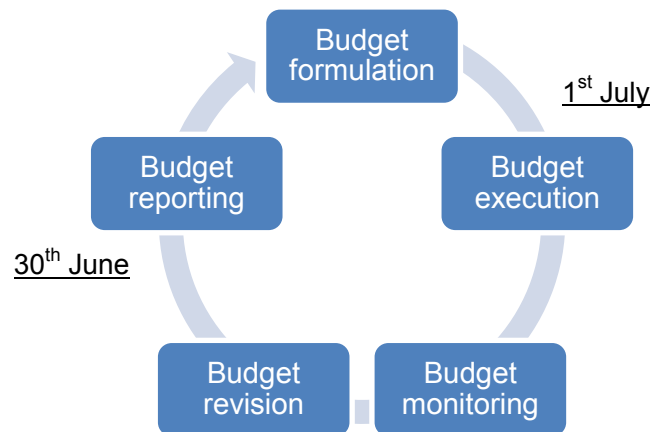 Budget
formulation
1st July
Budget
execution
Budget
monitoring
Budget
revision
30th June
Budget
reporting